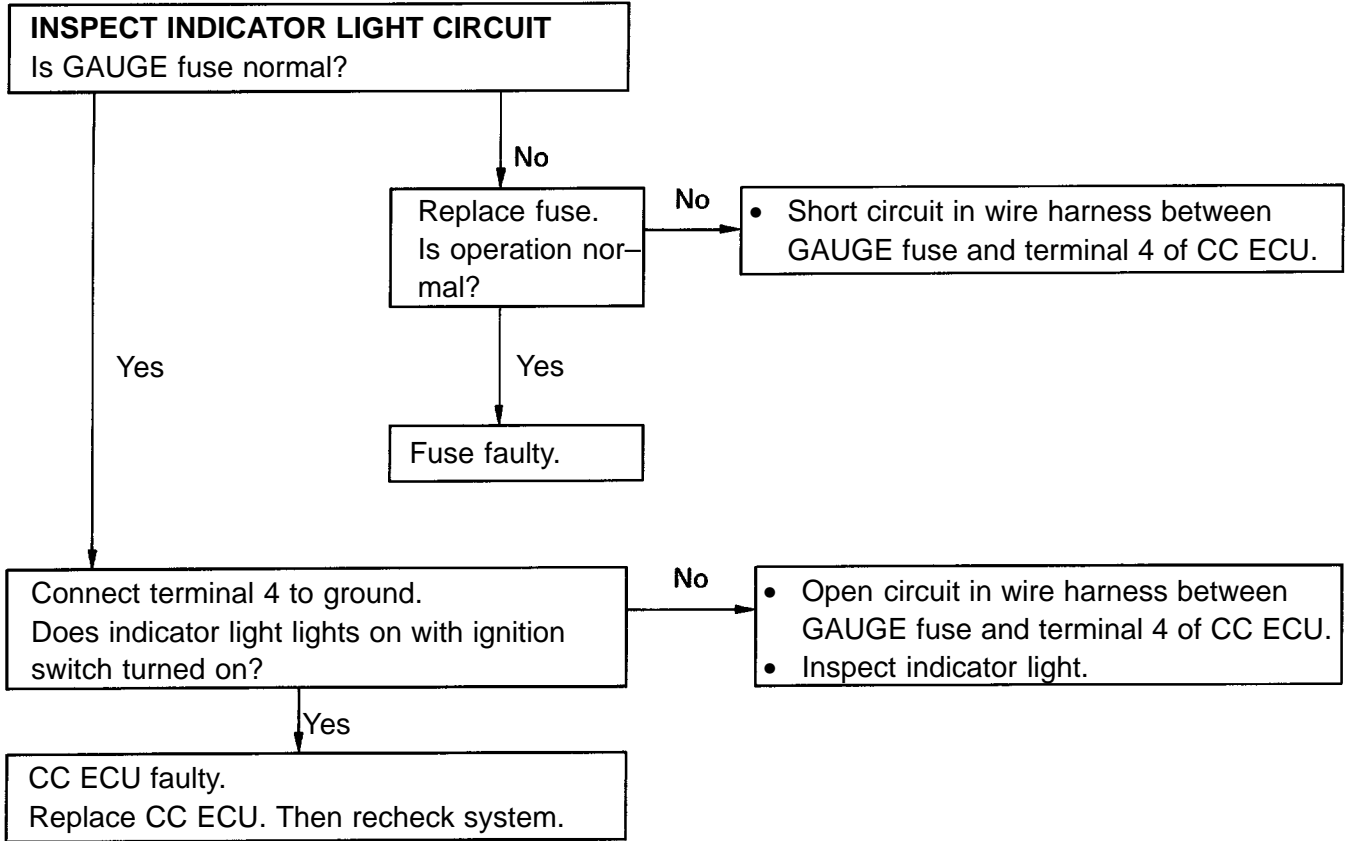 INSPECT INDICATOR LIGHT CIRCUIT
Is GAUGE fuse normal?
No
Replace fuse.
Is operation nor–
mal?
No
• Short circuit in wire harness between
GAUGE fuse and terminal 4 of CC ECU.
Yes
Yes
Fuse faulty.
Connect terminal 4 to ground.
Does indicator light lights on with ignition
switch turned on?
No
• Open circuit in wire harness between
GAUGE fuse and terminal 4 of CC ECU.
• Inspect indicator light.
Yes
CC ECU faulty.
Replace CC ECU. Then recheck system.